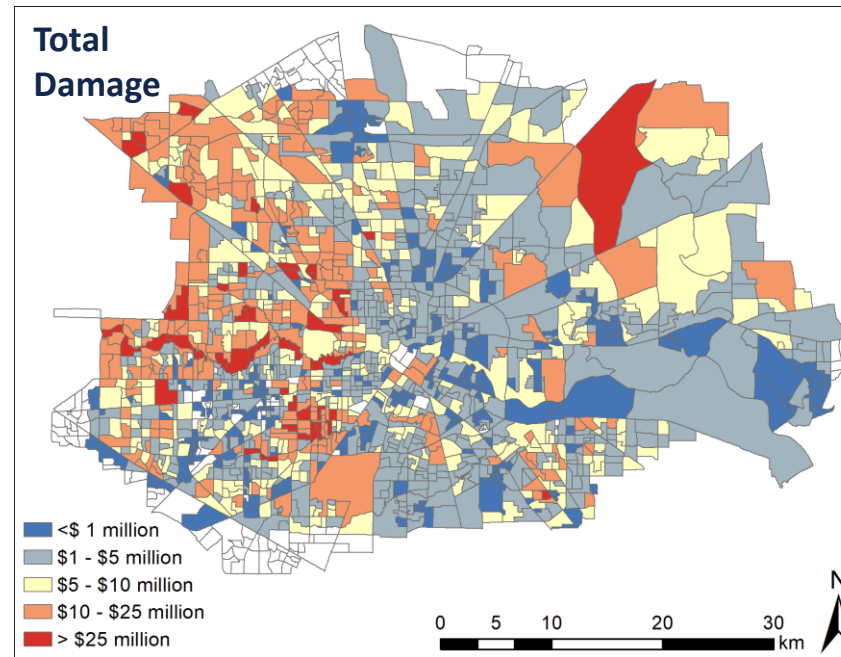 Total
Damage
<$ 1 million
$1 - $5 million
$5 - $10 million
$10 - $25 million
> $25 million
N
0 5 10 20 30
km